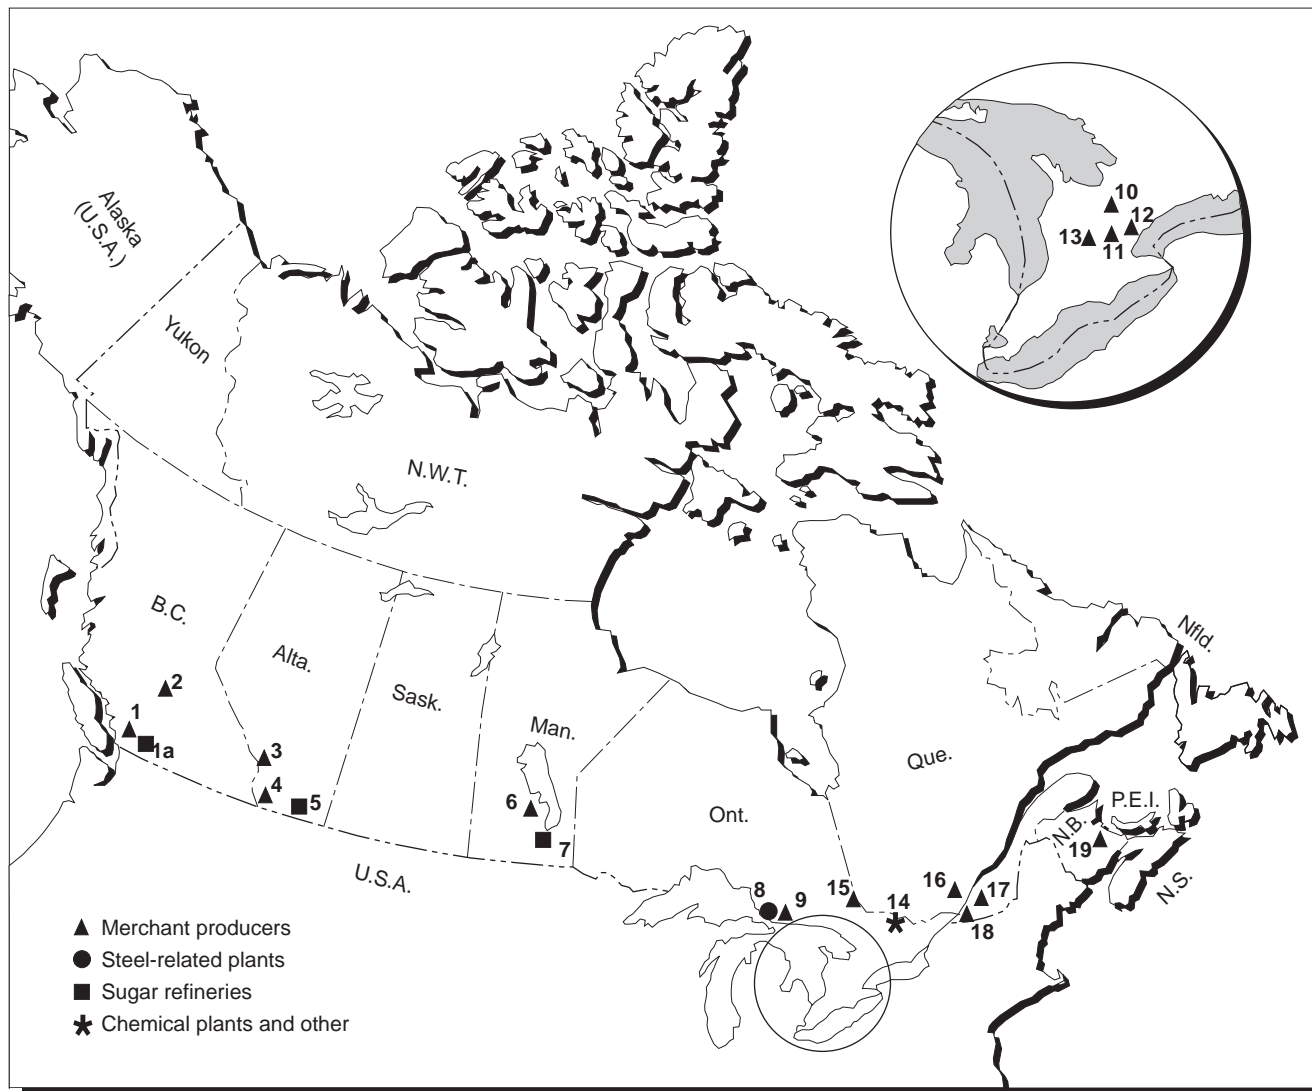 Alaska
(U.S.A.)
Yukon
N.W.T.
B.C.
Alta.
Sask.
Man.
Ont.
Que.
Nfld.
P.E.I.
N.B.
N.S.
U.S.A.
10
12
13
11
2
1
1a
3
4
5
6
7
8
9
15
14
16
17
18
19
Merchant producers
Steel-related plants
Sugar refineries
Chemical plants and other